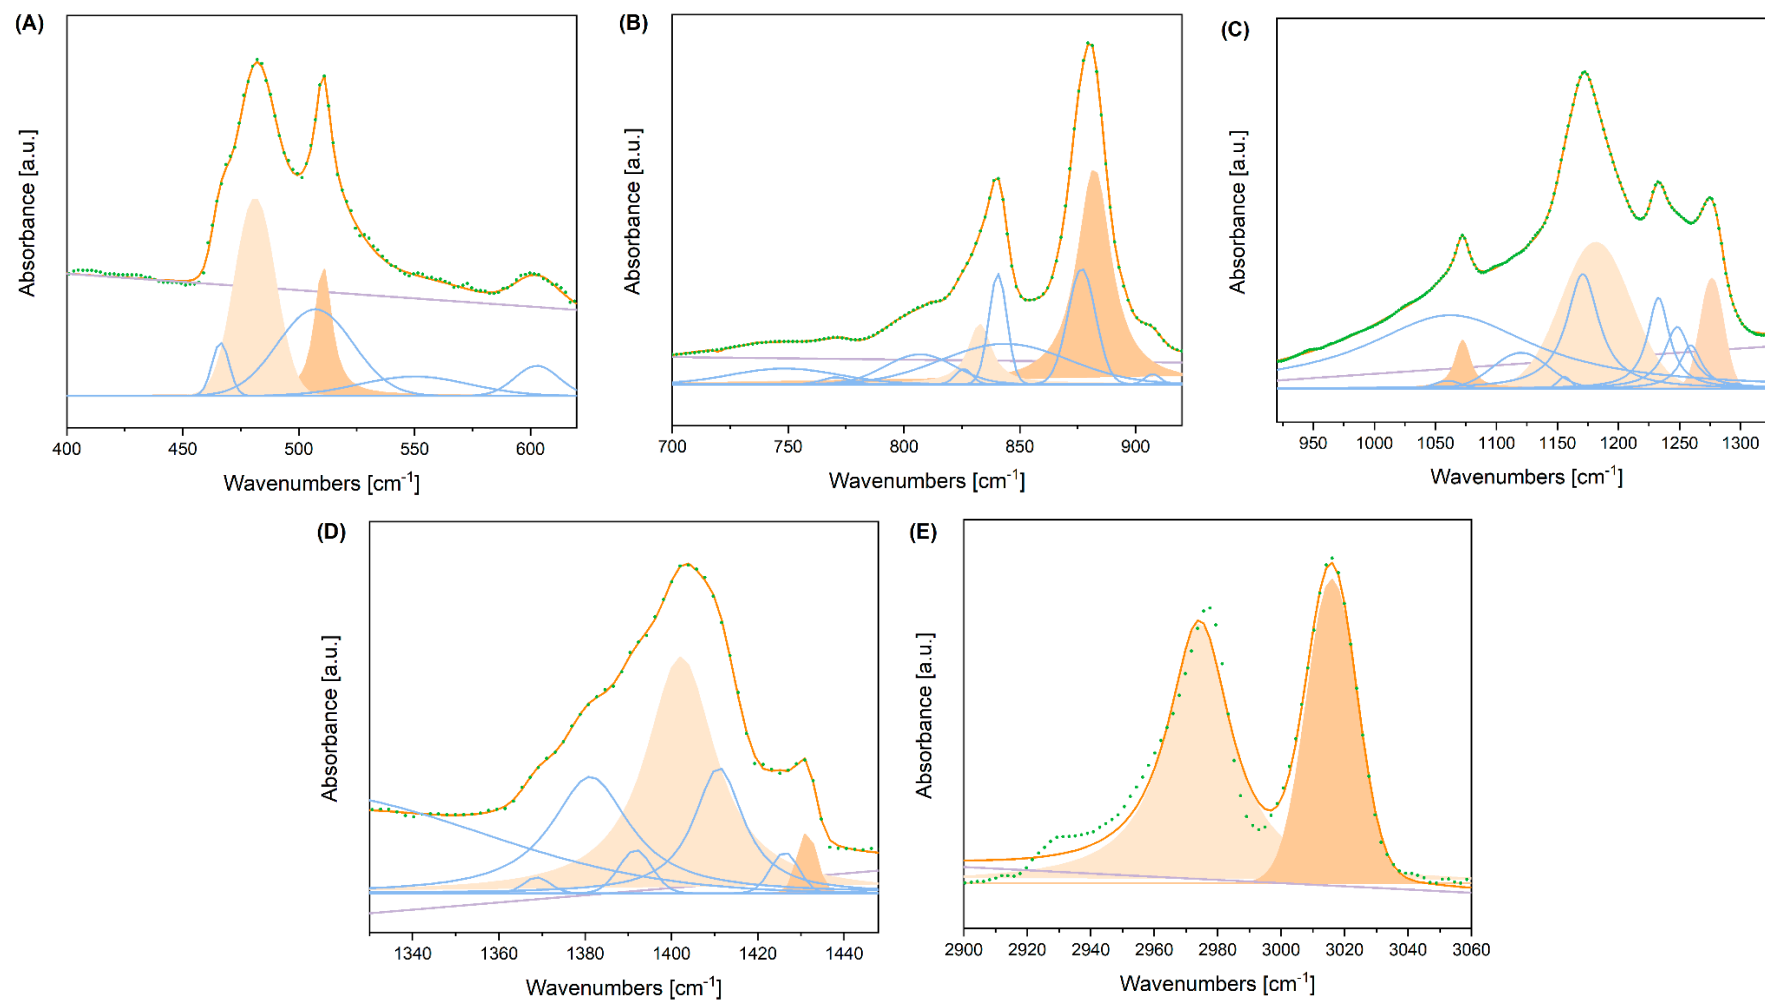 (A)
Absorbance [a.u.]
400 450 500 550 600
Wavenumbers [cm⁻¹]
(B)
Absorbance [a.u.]
700 750 800 850 900
Wavenumbers [cm⁻¹]
(C)
Absorbance [a.u.]
950 1000 1050 1100 1150 1200 1250 1300
Wavenumbers [cm⁻¹]
(D)
Absorbance [a.u.]
1340 1360 1380 1400 1420 1440
Wavenumbers [cm⁻¹]
(E)
Absorbance [a.u.]
2900 2920 2940 2960 2980 3000 3020 3040 3060
Wavenumbers [cm⁻¹]